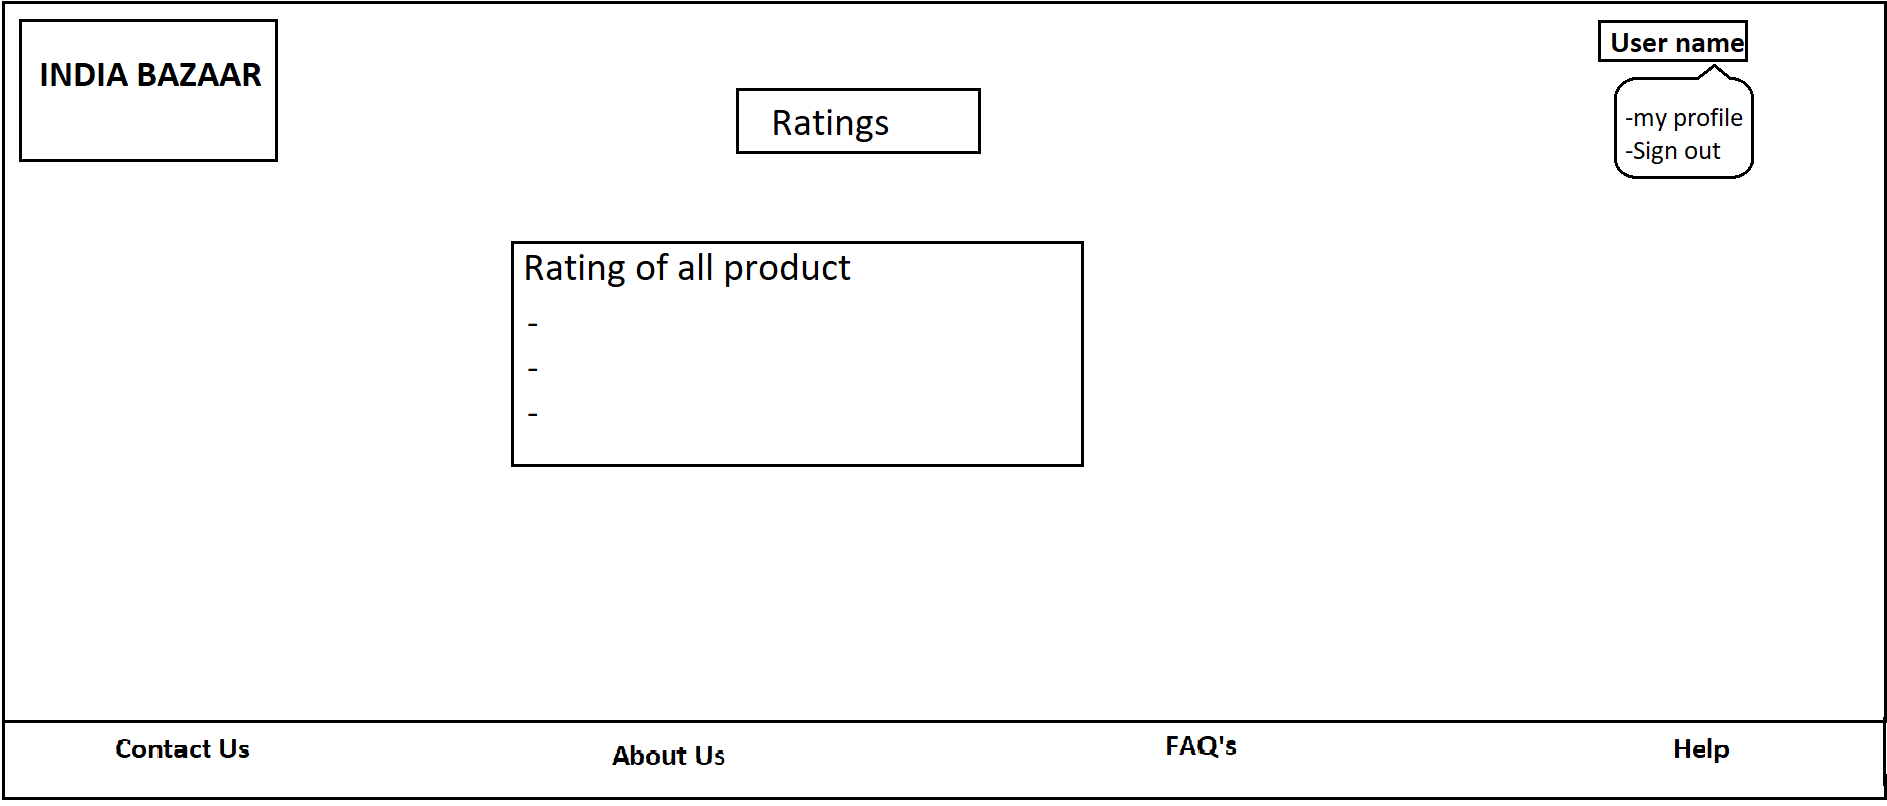 INDIA BAZAAR
User name
Ratings
-my profile
-Sign out
Rating of all product
-
-
-
Contact Us
About Us
FAQ's
Help